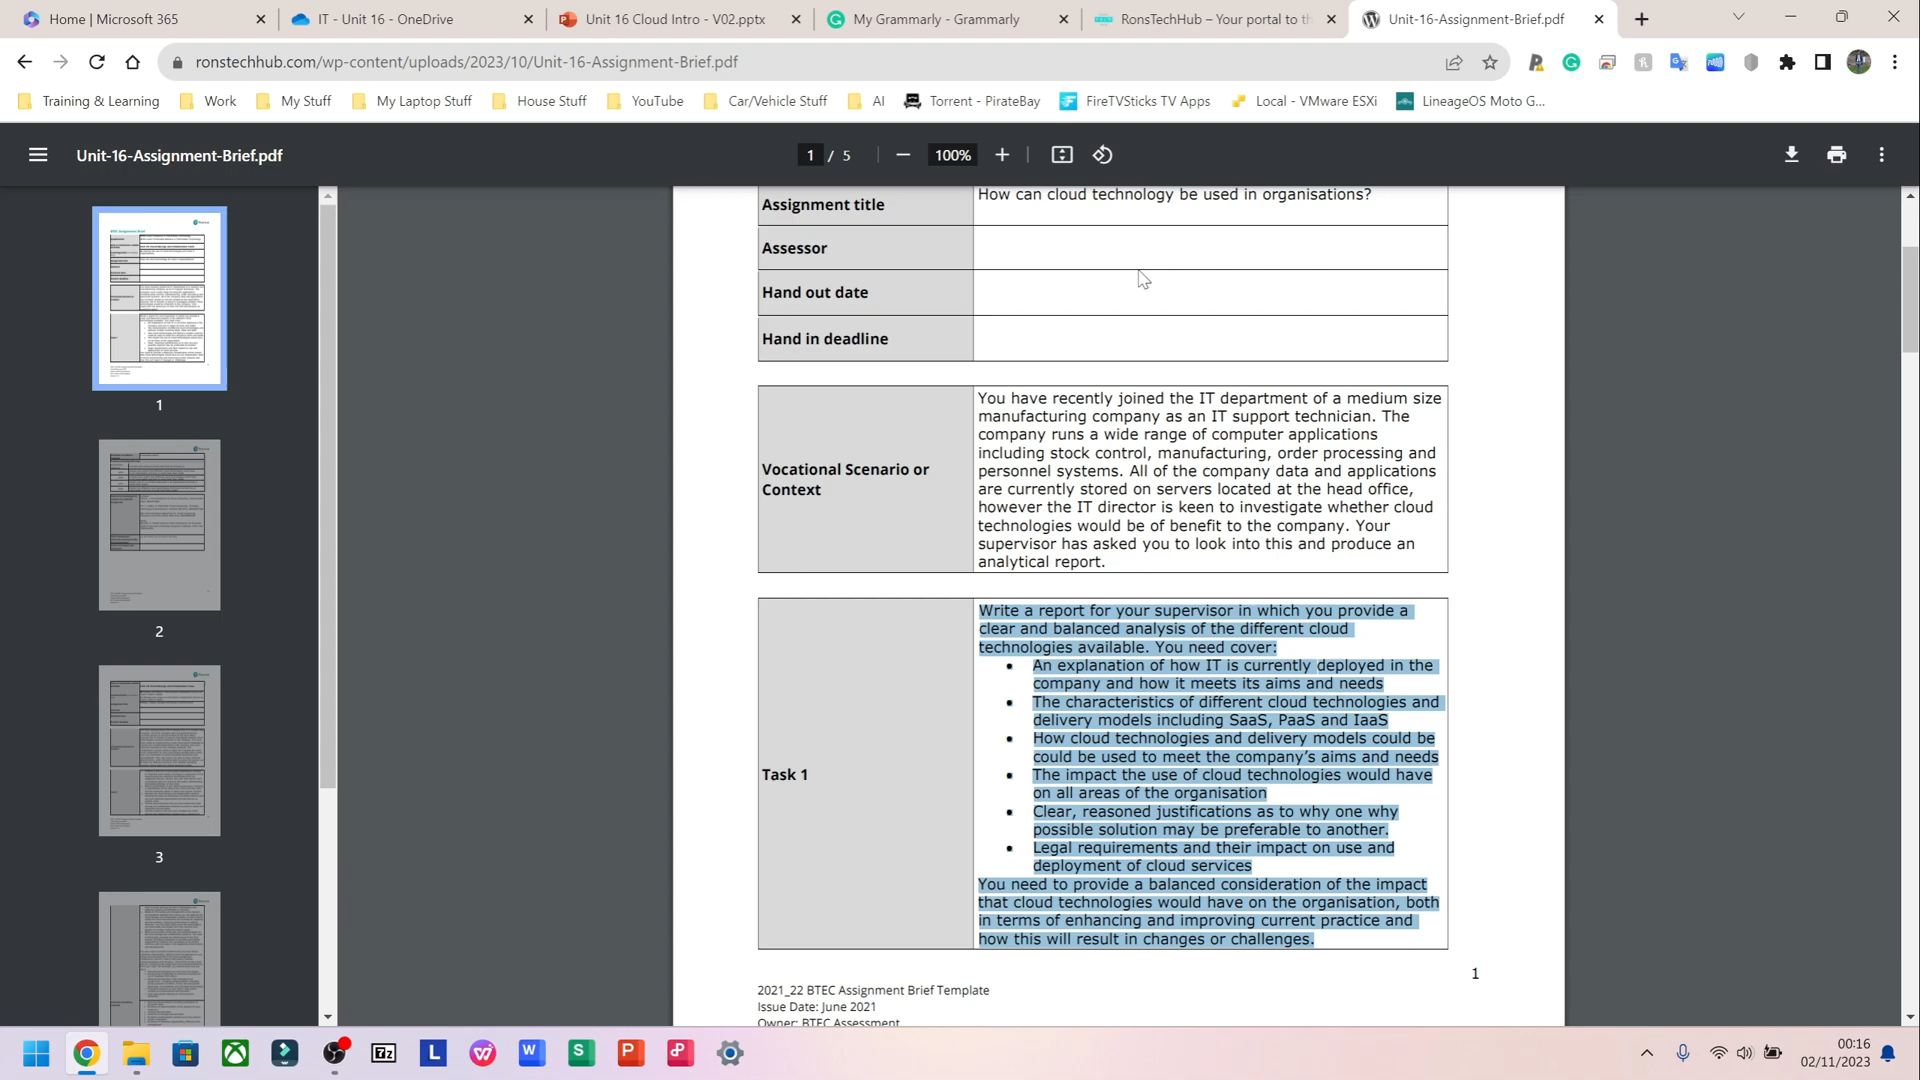 Home | Microsoft 365
IT - Unit 16 - OneDrive
Unit 16 Cloud Intro - V02.pptx
My Grammarly - Grammarly
RonsTechHub – Your portal to th
Unit-16-Assignment-Brief.pdf
ronstechhub.com/wp-content/uploads/2023/10/Unit-16-Assignment-Brief.pdf
Training & Learning
Work
My Stuff
My Laptop Stuff
House Stuff
YouTube
Car/Vehicle Stuff
AI
Torrent - PirateBay
FireTVSticks TV Apps
Local - VMware ESXi
LineageOS Moto G...
Unit-16-Assignment-Brief.pdf
1 / 5
100%
1
2
3
Assignment title
How can cloud technology be used in organisations?
Assessor
Hand out date
Hand in deadline
Vocational Scenario or
Context
You have recently joined the IT department of a medium size
manufacturing company as an IT support technician. The
company runs a wide range of computer applications
including stock control, manufacturing, order processing and
personnel systems. All of the company data and applications
are currently stored on servers located at the head office,
however the IT director is keen to investigate whether cloud
technologies would be of benefit to the company. Your
supervisor has asked you to look into this and produce an
analytical report.
Task 1
Write a report for your supervisor in which you provide a
clear and balanced analysis of the different cloud
technologies available. You need cover:
• An explanation of how IT is currently deployed in the
company and how it meets its aims and needs
• The characteristics of different cloud technologies and
delivery models including SaaS, PaaS and IaaS
• How cloud technologies and delivery models could be
could be used to meet the company's aims and needs
• The impact the use of cloud technologies would have
on all areas of the organisation
• Clear, reasoned justifications as to why one why
possible solution may be preferable to another.
• Legal requirements and their impact on use and
deployment of cloud services
You need to provide a balanced consideration of the impact
that cloud technologies would have on the organisation, both
in terms of enhancing and improving current practice and
how this will result in changes or challenges.
1
2021_22 BTEC Assignment Brief Template
Issue Date: June 2021
Owner: BTEC Assessment
00:16
02/11/2023